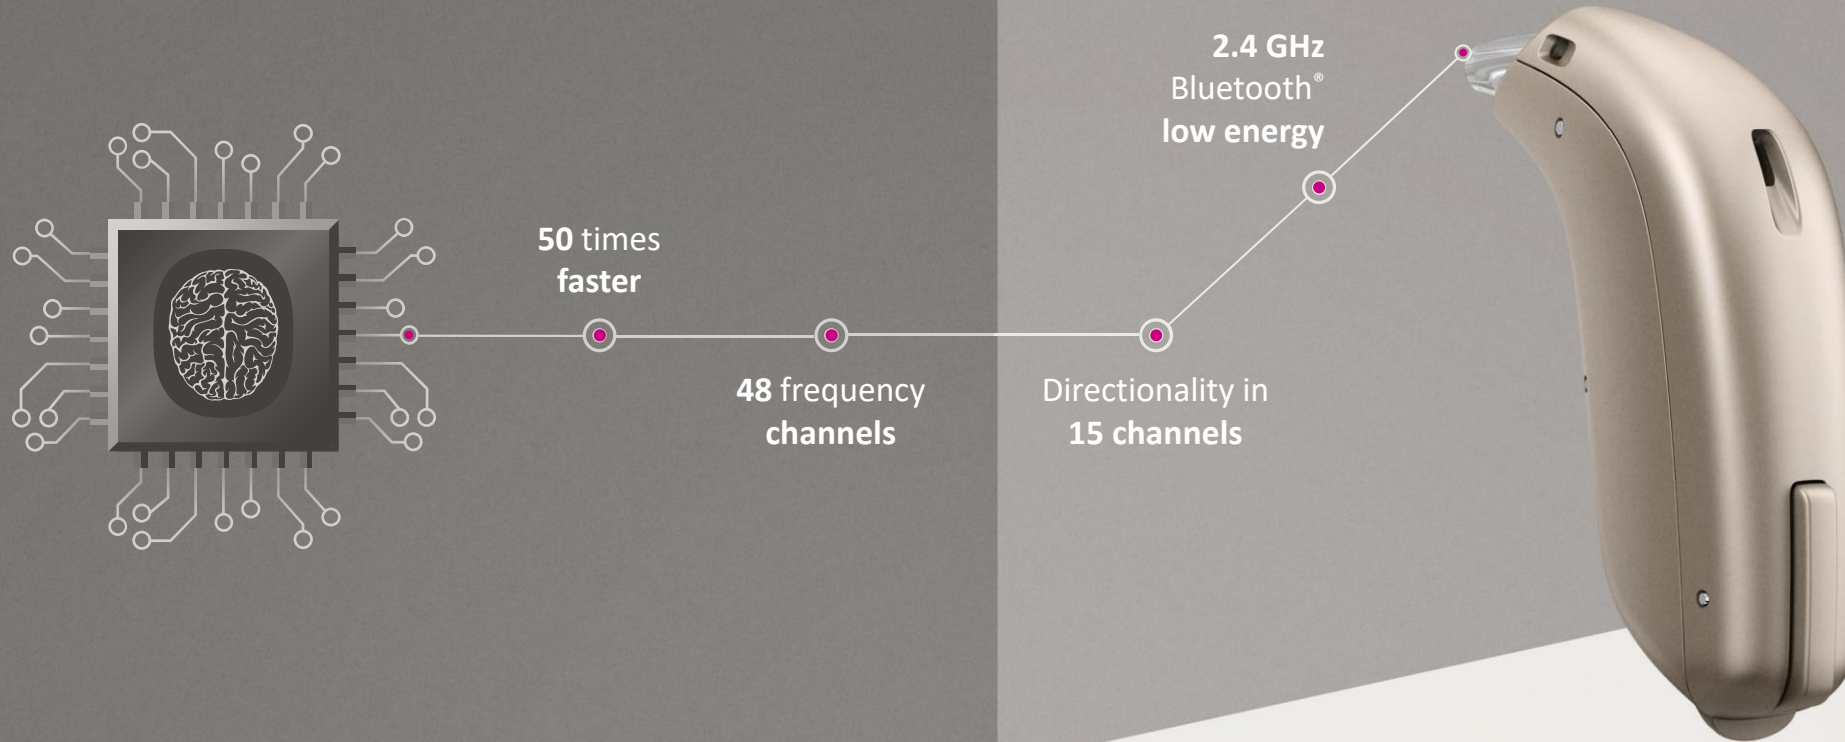 50 times
faster
48 frequency
channels
Directionality in
15 channels
2.4 GHz
Bluetooth®
low energy